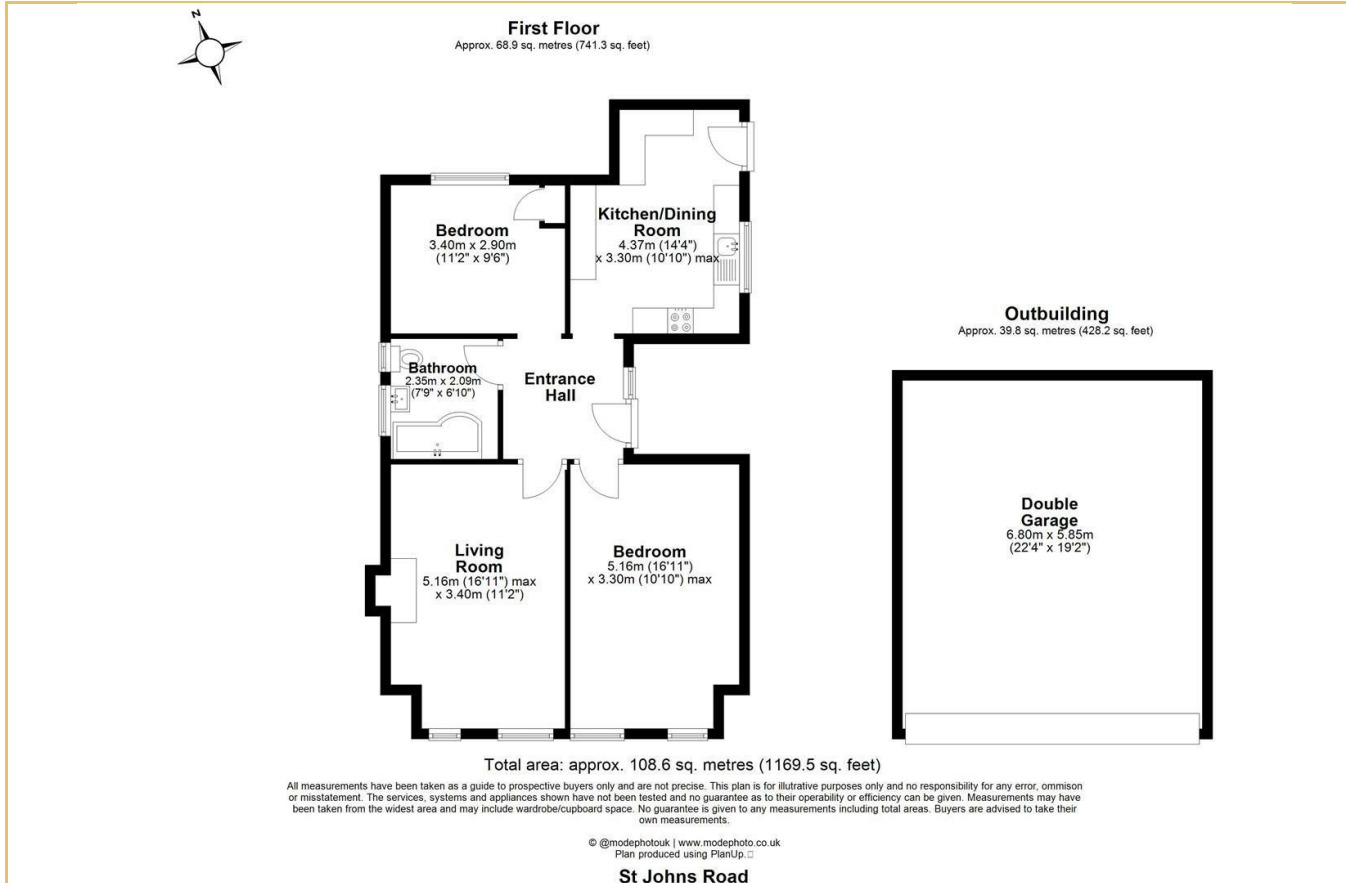 N
First Floor
Approx. 68.9 sq. metres (741.3 sq. feet)
Kitchen/Dining
Room
4.37m (14'4")
x 3.30m (10'10") max
Bedroom
3.40m x 2.90m
(11'2" x 9'6")
Outbuilding
Approx. 39.8 sq. metres (428.2 sq. feet)
Bathroom
2.35m x 2.09m
(7'9" x 6'10")
Entrance
Hall
Double
Garage
6.80m x 5.85m
(22'4" x 19'2")
Living
Room
5.16m (16'11") max
x 3.40m (11'2")
Bedroom
5.16m (16'11")
x 3.30m (10'10") max
Total area: approx. 108.6 sq. metres (1169.5 sq. feet)
All measurements have been taken as a guide to prospective buyers only and are not precise. This plan is for illutrative purposes only and no responsibility for any error, ommison
or misstatement. The services, systems and appliances shown have not been tested and no guarantee as to their operability or efficiency can be given. Measurements may have
been taken from the widest area and may include wardrobe/cupboard space. No guarantee is given to any measurements including total areas. Buyers are advised to take their
own measurements.
© @modephotouk | www.modephoto.co.uk
Plan produced using PlanUp.□
St Johns Road